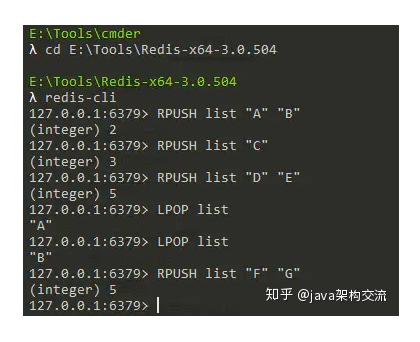 E:\Tools\cmder
λ cd E:\Tools\Redis-x64-3.0.504
E:\Tools\Redis-x64-3.0.504
λ redis-cli
127.0.0.1:6379> RPUSH list "A" "B"
(integer) 2
127.0.0.1:6379> RPUSH list "C"
(integer) 3
127.0.0.1:6379> RPUSH list "D" "E"
(integer) 5
127.0.0.1:6379> LPOP list
"A"
127.0.0.1:6379> LPOP list
"B"
127.0.0.1:6379> RPUSH list "F" "G"
(integer) 5
127.0.0.1:6379>
知乎 @java架构交流